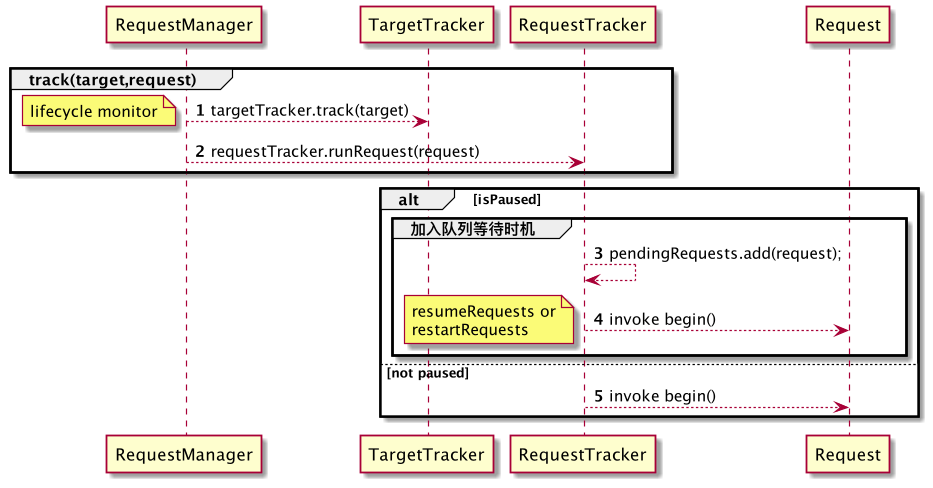 RequestManager
TargetTracker
RequestTracker
Request
track(target,request)
lifecycle monitor
1 targetTracker.track(target)
2 requestTracker.runRequest(request)
alt [isPaused]
加入队列等待时机
3 pendingRequests.add(request);
resumeRequests or
restartRequests
4 invoke begin()
[not paused]
5 invoke begin()
RequestManager
TargetTracker
RequestTracker
Request